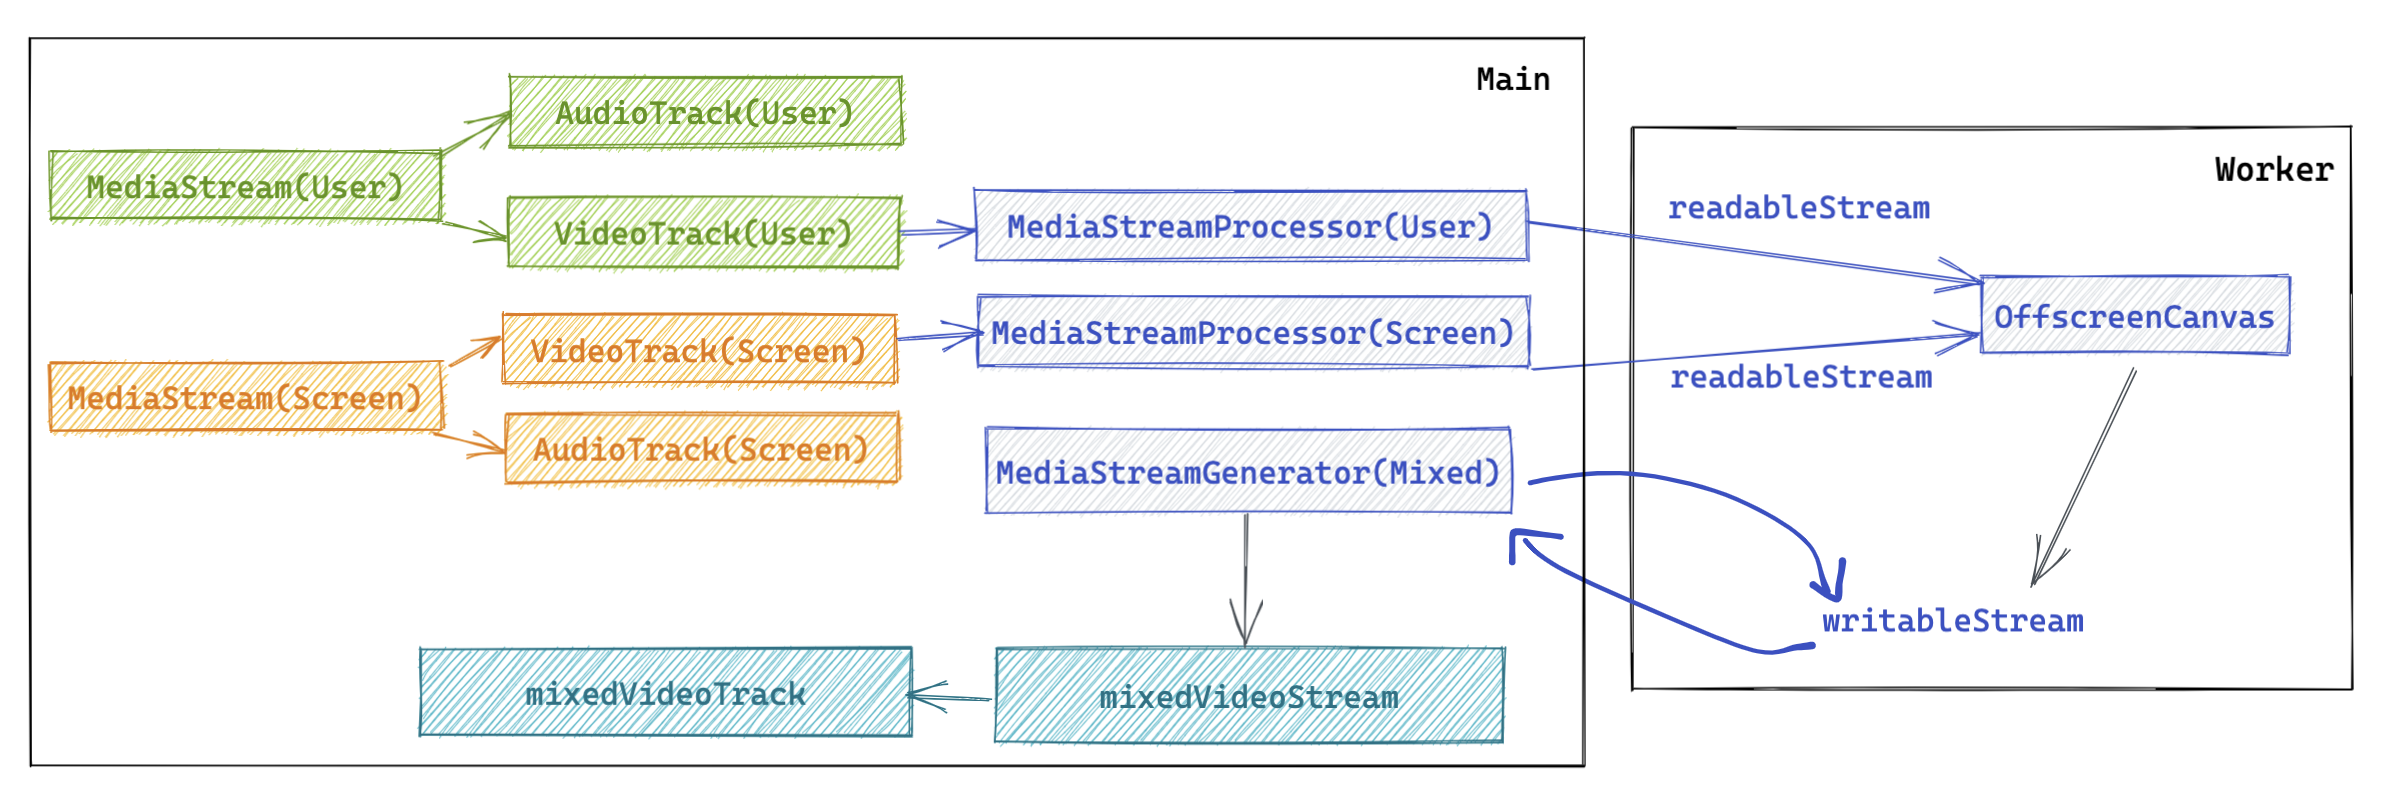 Main
AudioTrack(User)
MediaStream(User)
VideoTrack(User)
MediaStreamProcessor(User)
VideoTrack(Screen)
MediaStreamProcessor(Screen)
MediaStream(Screen)
AudioTrack(Screen)
MediaStreamGenerator(Mixed)
mixedVideoTrack
mixedVideoStream
Worker
readableStream
OffscreenCanvas
readableStream
writableStream